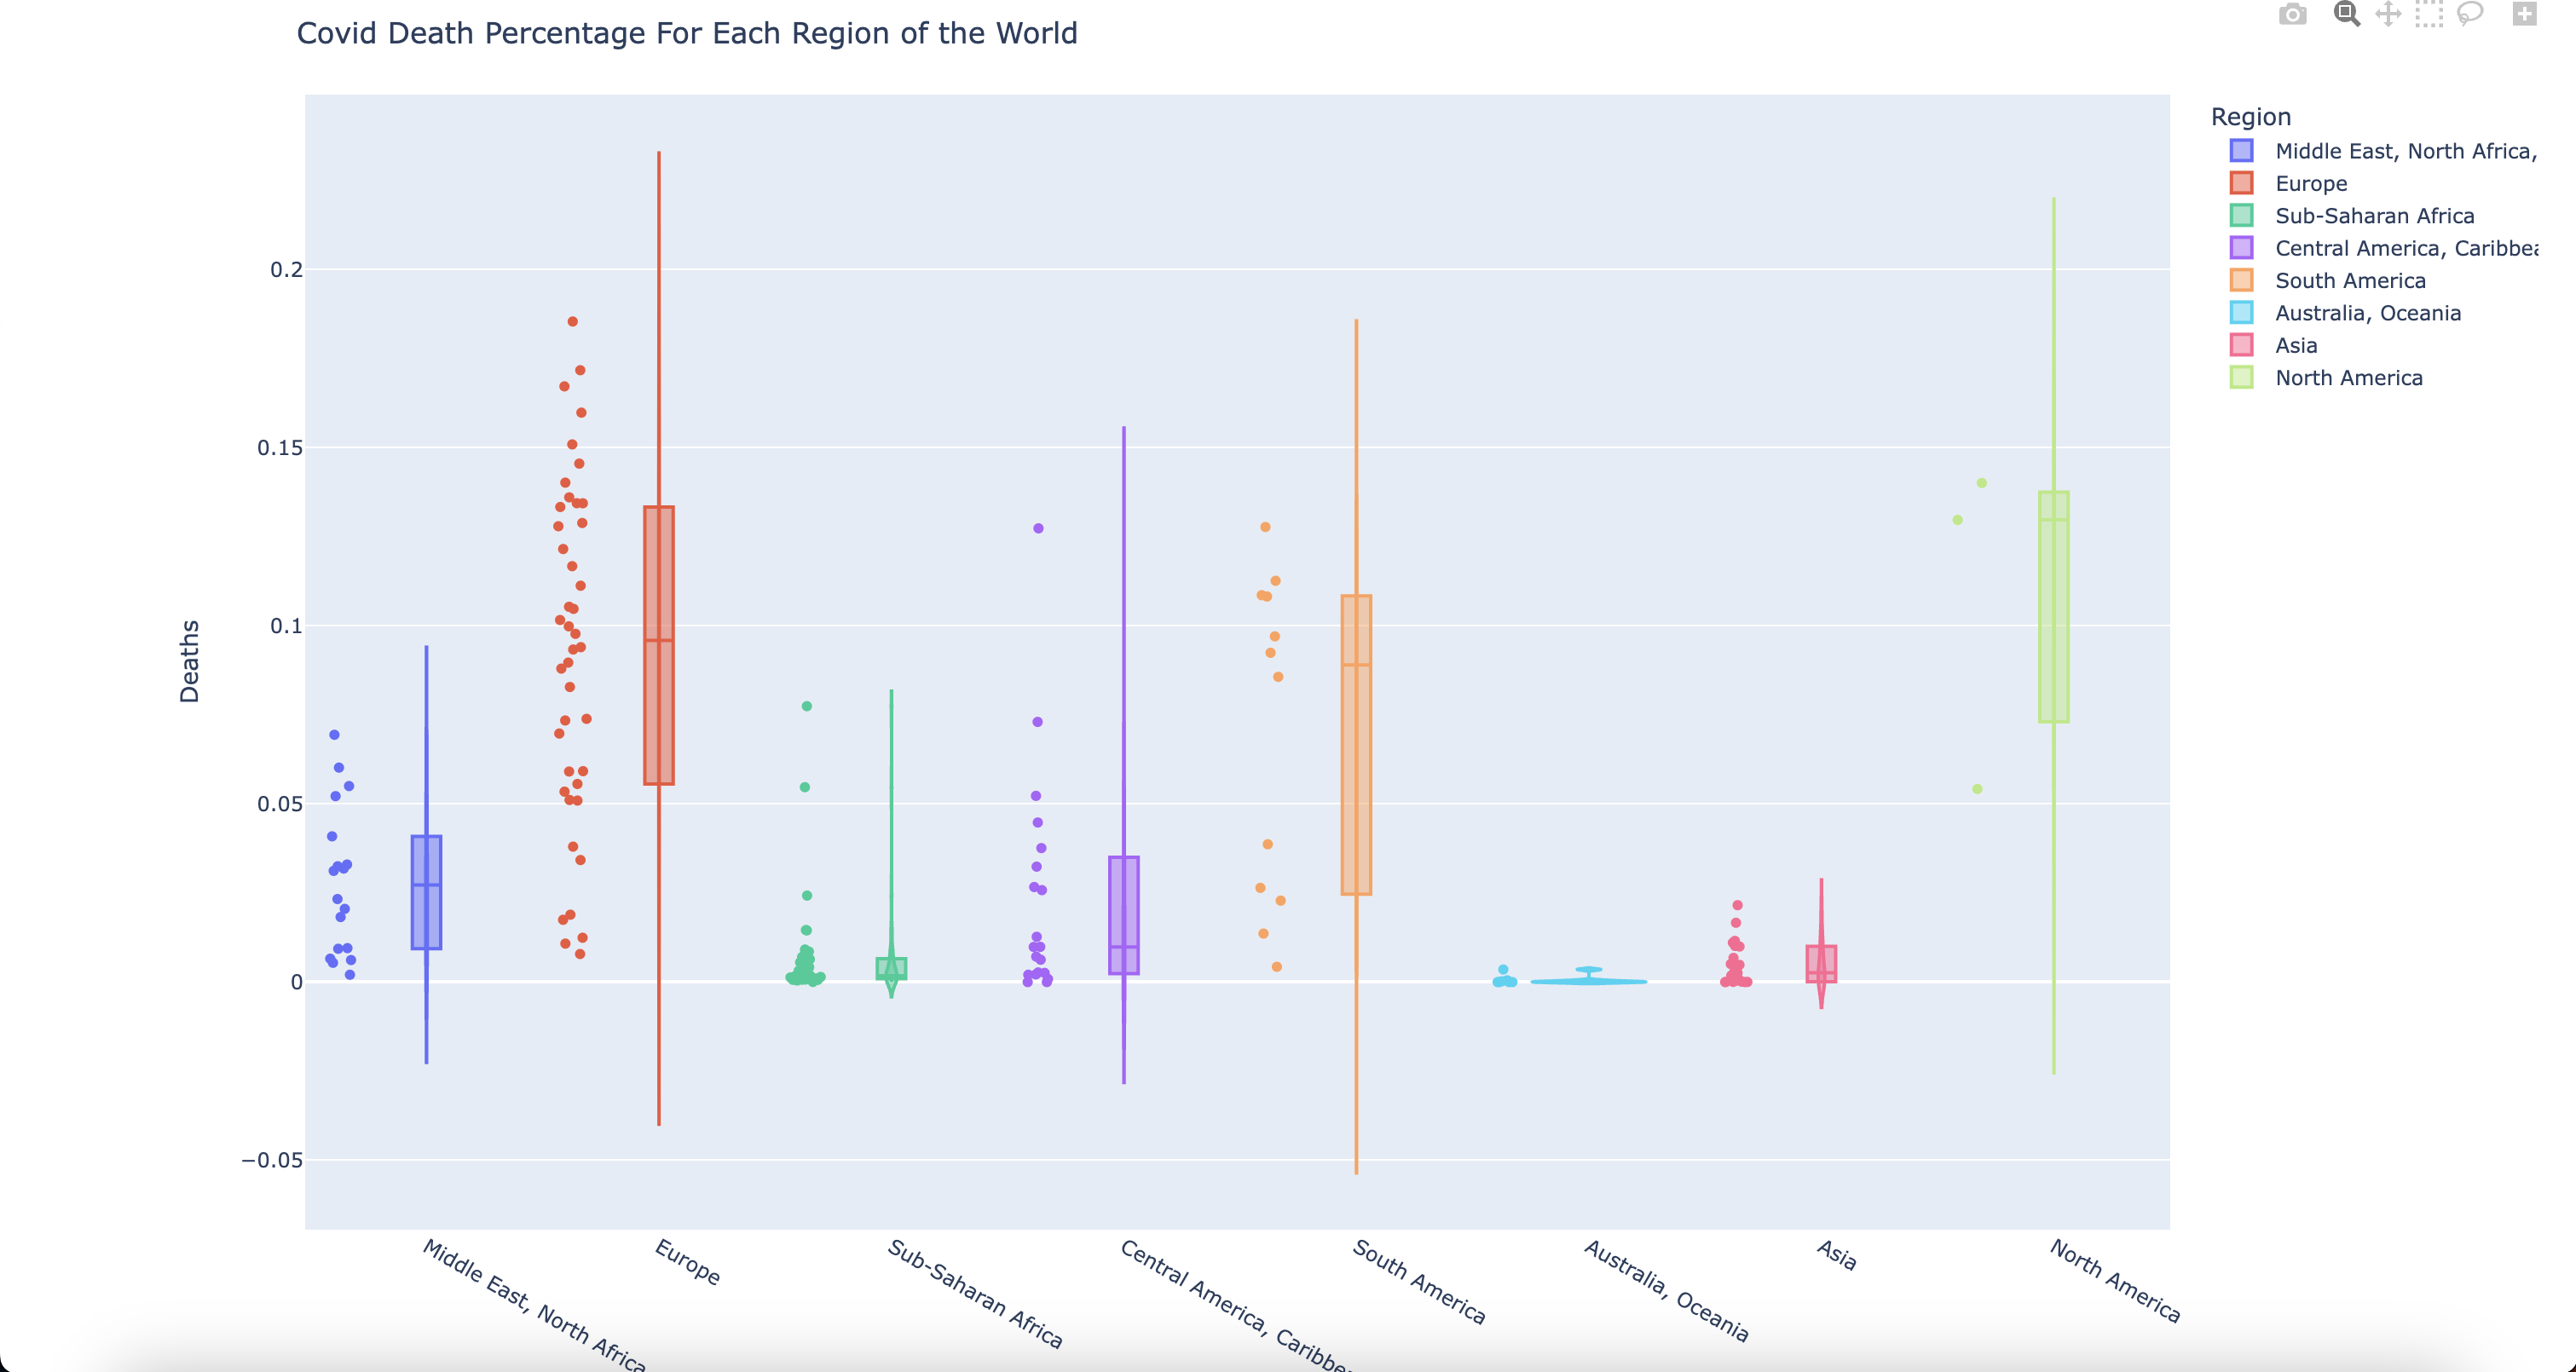 Covid Death Percentage For Each Region of the World
Region
Middle East, North Africa,
Europe
Sub-Saharan Africa
Central America, Caribbea
South America
Australia, Oceania
Asia
North America
0.2
0.15
0.1
0.05
0
−0.05
Deaths
Middle East, North Africa
Europe
Sub-Saharan Africa
Central America, Caribbe
South America
Australia, Oceania
Asia
North America